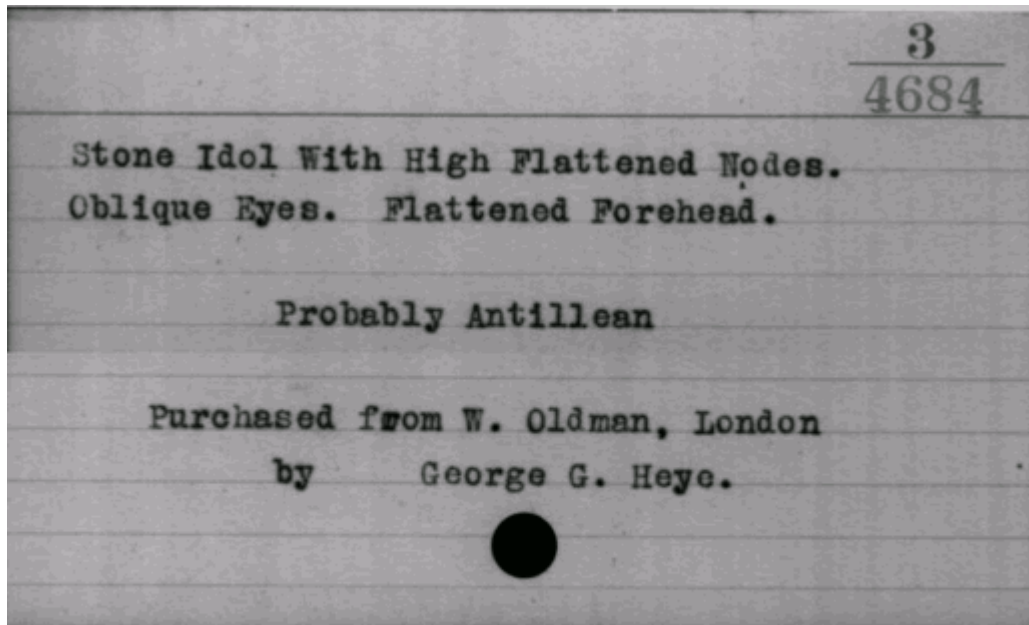 3
4684
Stone Idol With High Flattened Nodes.
Oblique Eyes. Flattened Forehead.
Probably Antillean
Purchased from W. Oldman, London
by George G. Heye.